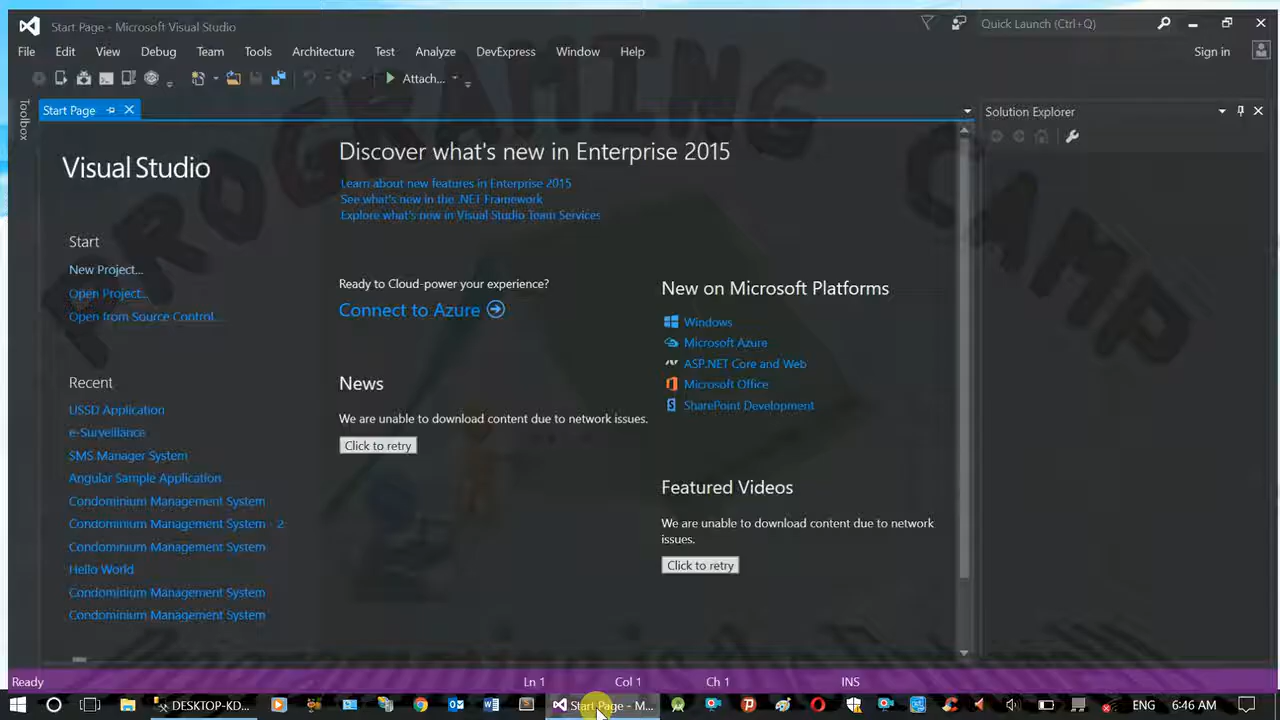 Start Page - Microsoft Visual Studio
Quick Launch (Ctrl+Q)
File Edit View Debug Team Tools Architecture Test Analyze DevExpress Window Help
Sign in
Attach...
Toolbox
Start Page
Solution Explorer
Visual Studio
Start
New Project...
Open Project...
Open from Source Control...
Recent
USSD Application
e-Surveillance
SMS Manager System
Angular Sample Application
Condominium Management System
Condominium Management System - 2
Condominium Management System
Hello World
Condominium Management System
Condominium Management System
Discover what's new in Enterprise 2015
Learn about new features in Enterprise 2015
See what's new in the .NET Framework
Explore what's new in Visual Studio Team Services
Ready to Cloud-power your experience?
Connect to Azure
News
We are unable to download content due to network issues.
Click to retry
New on Microsoft Platforms
Windows
Microsoft Azure
ASP.NET Core and Web
Microsoft Office
SharePoint Development
Featured Videos
We are unable to download content due to network
issues.
Click to retry
PROGRAMING CAMP
Ready Ln 1 Col 1 Ch 1 INS
DESKTOP-KD...
Start Page - M...
ENG 6:46 AM